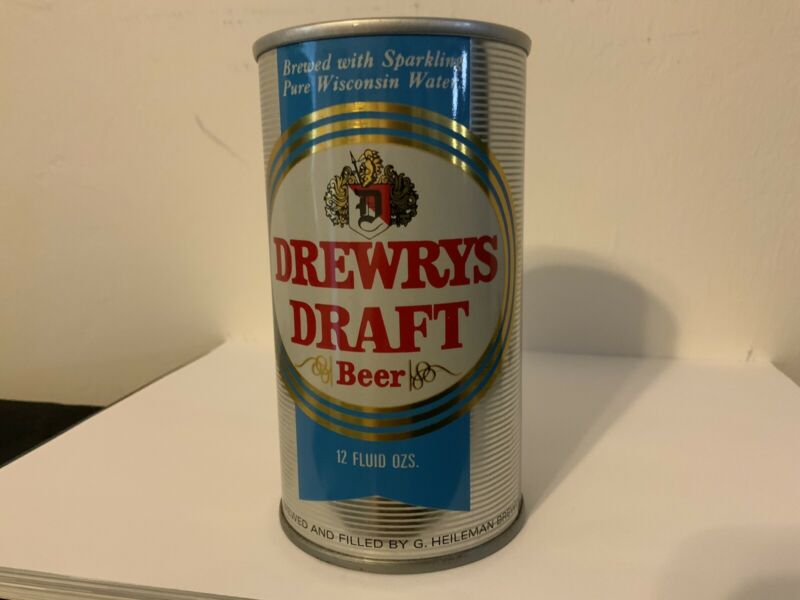 Brewed with Sparkling
Pure Wisconsin Water
D
DREWRYS
DRAFT
Beer
12 FLUID OZS.
AND FILLED BY G. HEILEMAN